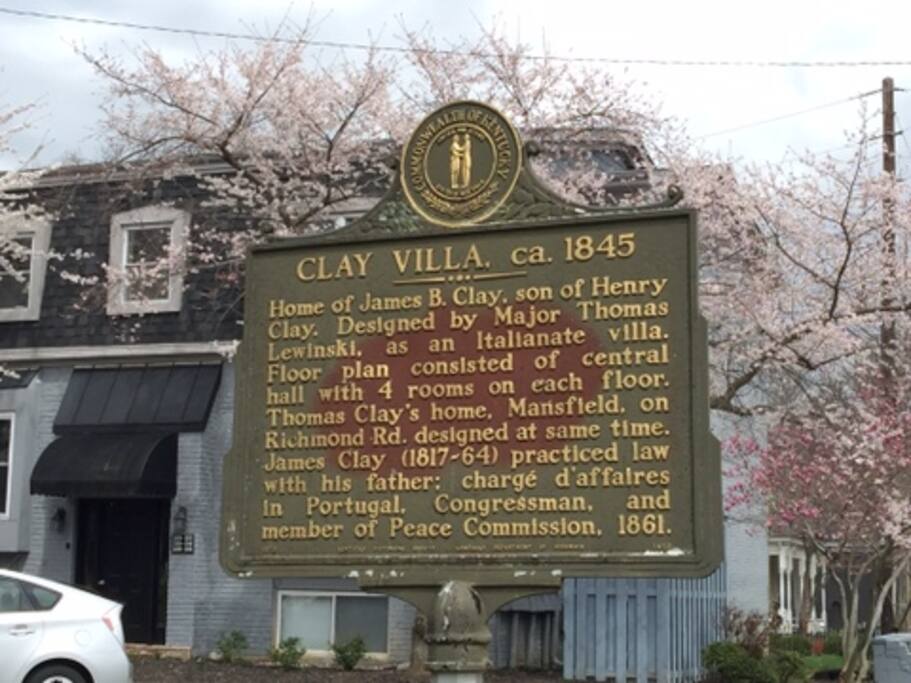 COMMONWEALTH OF KENTUCKY
CLAY VILLA, ca. 1845
Home of James B. Clay, son of Henry
Clay. Designed by Major Thomas
Lewinski, as an Italianate villa.
Floor plan consisted of central
hall with 4 rooms on each floor.
Thomas Clay's home, Mansfield, on
Richmond Rd. designed at same time.
James Clay (1817-64) practiced law
with his father; chargé d'affaires
in Portugal, Congressman, and
member of Peace Commission, 1861.